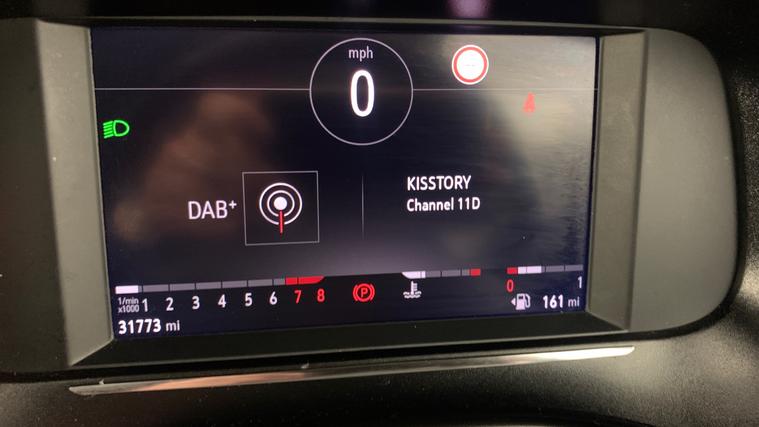 mph
0
DAB+
KISSTORY
Channel 11D
1/min
x1000
1 2 3 4 5 6 7 8
P
0 1
161 mi
31773 mi